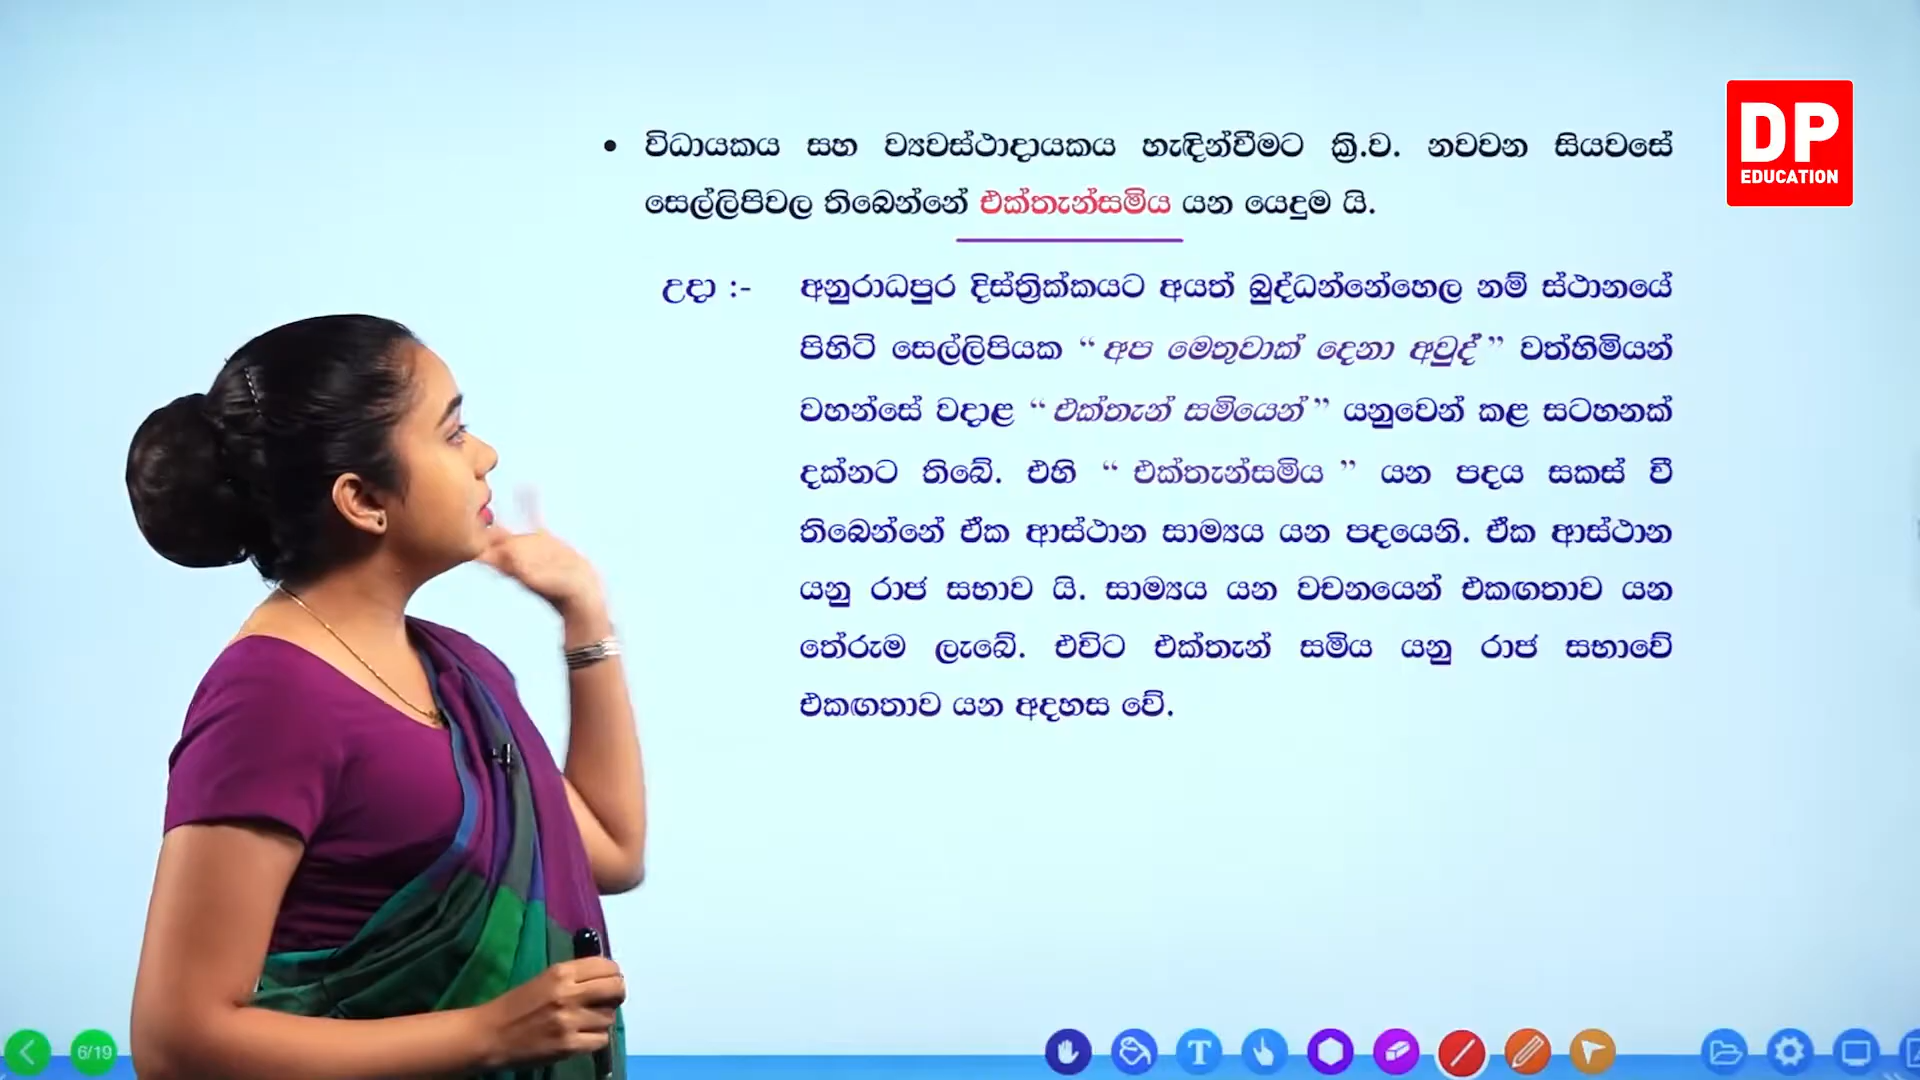 DP
EDUCATION
• විධායකය සහ ව්‍යවස්ථාදායකය හැඳින්වීමට ක්‍රි.ව. නවවන සියවසේ
සෙල්ලිපිවල තිබෙන්නේ එක්තැන්සමිය යන යෙදුම යි.
උදා :- අනුරාධපුර දිස්ත්‍රික්කයට අයත් බුද්ධන්නේහෙල නම් ස්ථානයේ
පිහිටි සෙල්ලිපියක “ අප මෙතුවාක් දෙනා අවුද් ” වත්හිමියන්
වහන්සේ වදාළ “ එක්තැන් සමියෙන් ” යනුවෙන් කළ සටහනක්
දක්නට තිබේ. එහි “ එක්තැන්සමිය ” යන පදය සකස් වී
තිබෙන්නේ ඒක ආස්ථාන සාම්‍යය යන පදයෙනි. ඒක ආස්ථාන
යනු රාජ සභාව යි. සාම්‍යය යන වචනයෙන් එකඟතාව යන
තේරුම ලැබේ. එවිට එක්තැන් සමිය යනු රාජ සභාවේ
එකඟතාව යන අදහස වේ.
6/19
T